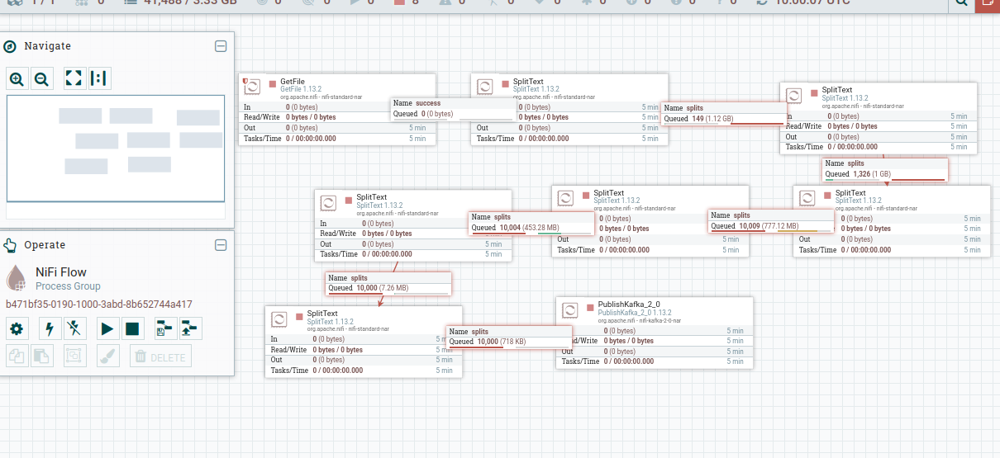 1 / 1 0 41,488 / 3.33 GB 0 0 0 8 0 0 0 0 0 0 0 10:00:07 UTC
Navigate
Operate
NiFi Flow
Process Group
b471bf35-0190-1000-3abd-8b652744a417
DELETE
GetFile
GetFile 1.13.2
org.apache.nifi - nifi-standard-nar
In 0 (0 bytes)
Read/Write 0 bytes / 0 bytes
Out 0 (0 bytes) 5 min
Tasks/Time 0 / 00:00:00.000 5 min
Name success
Queued 0 (0 bytes)
SplitText
SplitText 1.13.2
org.apache.nifi - nifi-standard-nar
0 (0 bytes) 5 min
0 bytes / 0 bytes 5 min
Out 0 (0 bytes) 5 min
Tasks/Time 0 / 00:00:00.000 5 min
Name splits
Queued 149 (1.12 GB)
SplitText
SplitText 1.13.2
org.apache.nifi - nifi-standard-nar
In 0 (0 bytes) 5 min
Read/Write 0 bytes / 0 bytes 5 min
Out 0 (0 bytes) 5 min
Tasks/Time 0 / 00:00:00.000 5 min
Name splits
Queued 1,326 (1 GB)
SplitText
SplitText 1.13.2
org.apache.nifi - nifi-standard-nar
In 0 (0 bytes)
Read/Write 0 bytes / 0 bytes
Out 0 (0 bytes) 5 min
Tasks/Time 0 / 00:00:00.000 5 min
Name splits
Queued 10,004 (453.28 MB)
SplitText
SplitText 1.13.2
org.apache.nifi - nifi-standard-nar
0 (0 bytes)
0 bytes / 0 bytes
Out 0 (0 bytes) 5 min
Tasks/Time 0 / 00:00:00.000 5 min
Name splits
Queued 10,009 (777.12 MB)
SplitText
SplitText 1.13.2
org.apache.nifi - nifi-standard-nar
0 (0 bytes) 5 min
0 bytes / 0 bytes 5 min
Out 0 (0 bytes) 5 min
Tasks/Time 0 / 00:00:00.000 5 min
Name splits
Queued 10,000 (7.26 MB)
SplitText
SplitText 1.13.2
org.apache.nifi - nifi-standard-nar
In 0 (0 bytes) 5 m
Read/Write 0 bytes / 0 bytes
Out 0 (0 bytes) 5 min
Tasks/Time 0 / 00:00:00.000 5 min
Name splits
Queued 10,000 (718 KB)
PublishKafka_2_0
PublishKafka_2_0 1.13.2
org.apache.nifi - nifi-kafka-2-0-nar
0 (0 bytes) 5 min
ad/Write 0 bytes / 0 bytes 5 min
Out 0 (0 bytes) 5 min
Tasks/Time 0 / 00:00:00.000 5 min